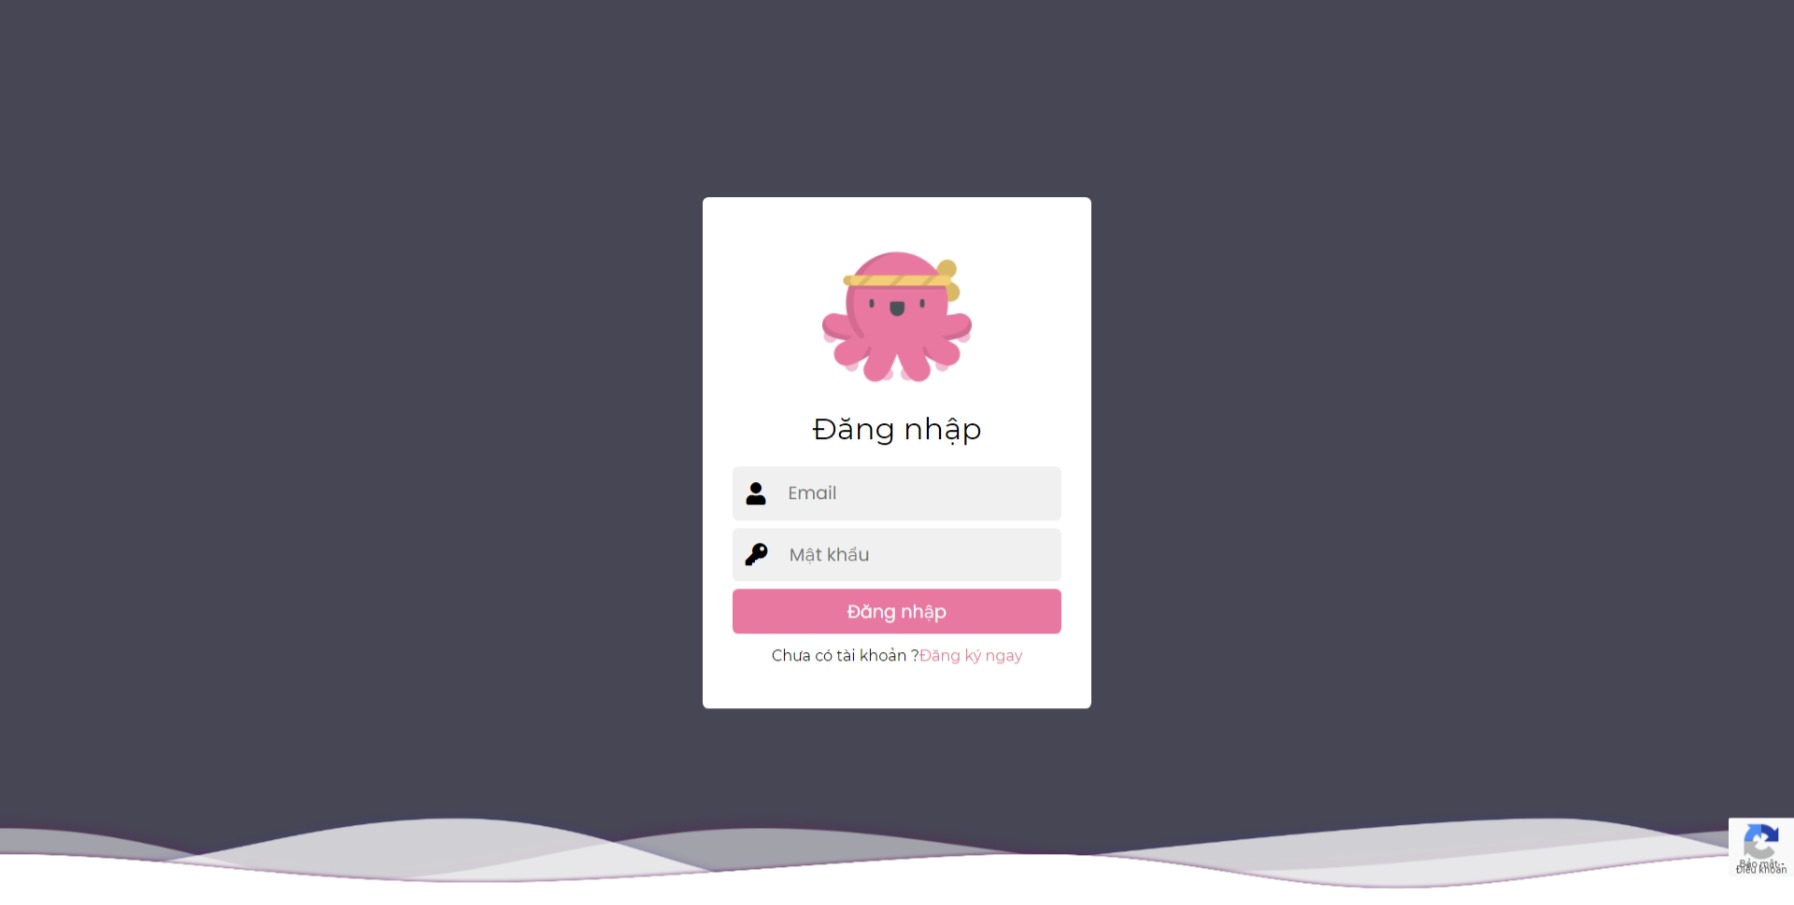 Đăng nhập
Email
Mật khẩu
Đăng nhập
Chưa có tài khoản ?Đăng ký ngay
Bảo mật -
Điều khoản